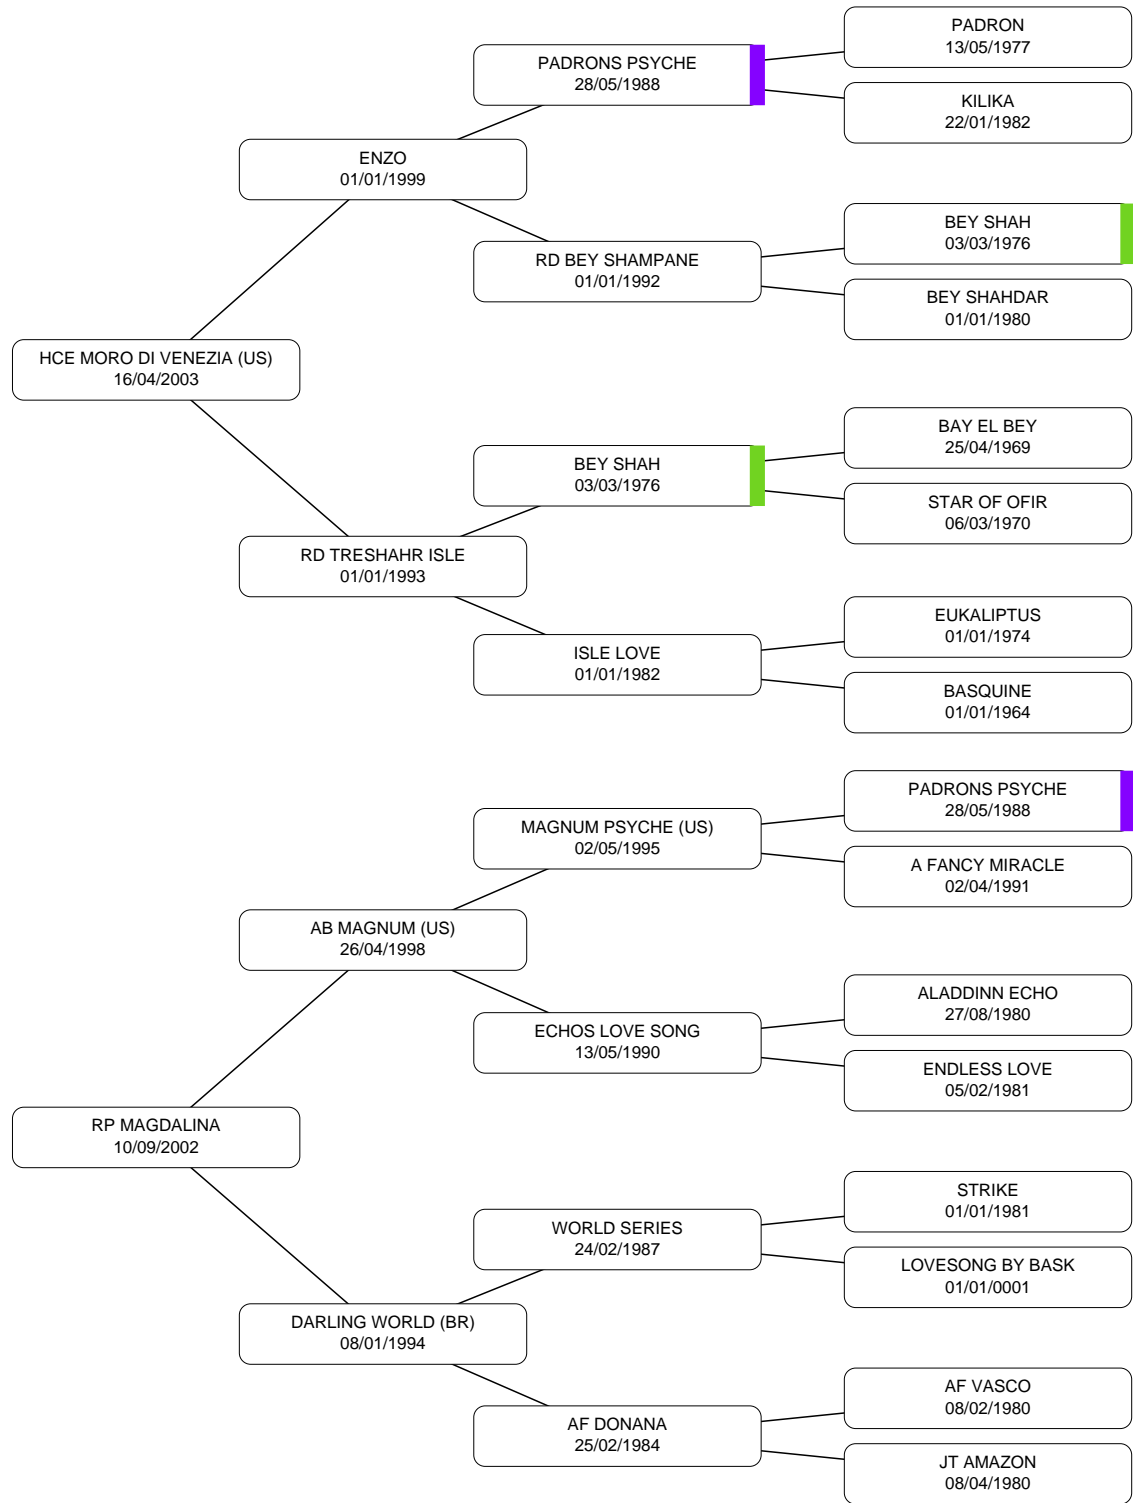 PADRON
13/05/1977
PADRONS PSYCHE
28/05/1988
KILIKA
22/01/1982
ENZO
01/01/1999
BEY SHAH
03/03/1976
RD BEY SHAMPANE
01/01/1992
BEY SHAHDAR
01/01/1980
HCE MORO DI VENEZIA (US)
16/04/2003
BAY EL BEY
25/04/1969
BEY SHAH
03/03/1976
STAR OF OFIR
06/03/1970
RD TRESHAHR ISLE
01/01/1993
EUKALIPTUS
01/01/1974
ISLE LOVE
01/01/1982
BASQUINE
01/01/1964
PADRONS PSYCHE
28/05/1988
MAGNUM PSYCHE (US)
02/05/1995
A FANCY MIRACLE
02/04/1991
AB MAGNUM (US)
26/04/1998
ALADDINN ECHO
27/08/1980
ECHOS LOVE SONG
13/05/1990
ENDLESS LOVE
05/02/1981
RP MAGDALINA
10/09/2002
STRIKE
01/01/1981
WORLD SERIES
24/02/1987
LOVESONG BY BASK
01/01/0001
DARLING WORLD (BR)
08/01/1994
AF VASCO
08/02/1980
AF DONANA
25/02/1984
JT AMAZON
08/04/1980